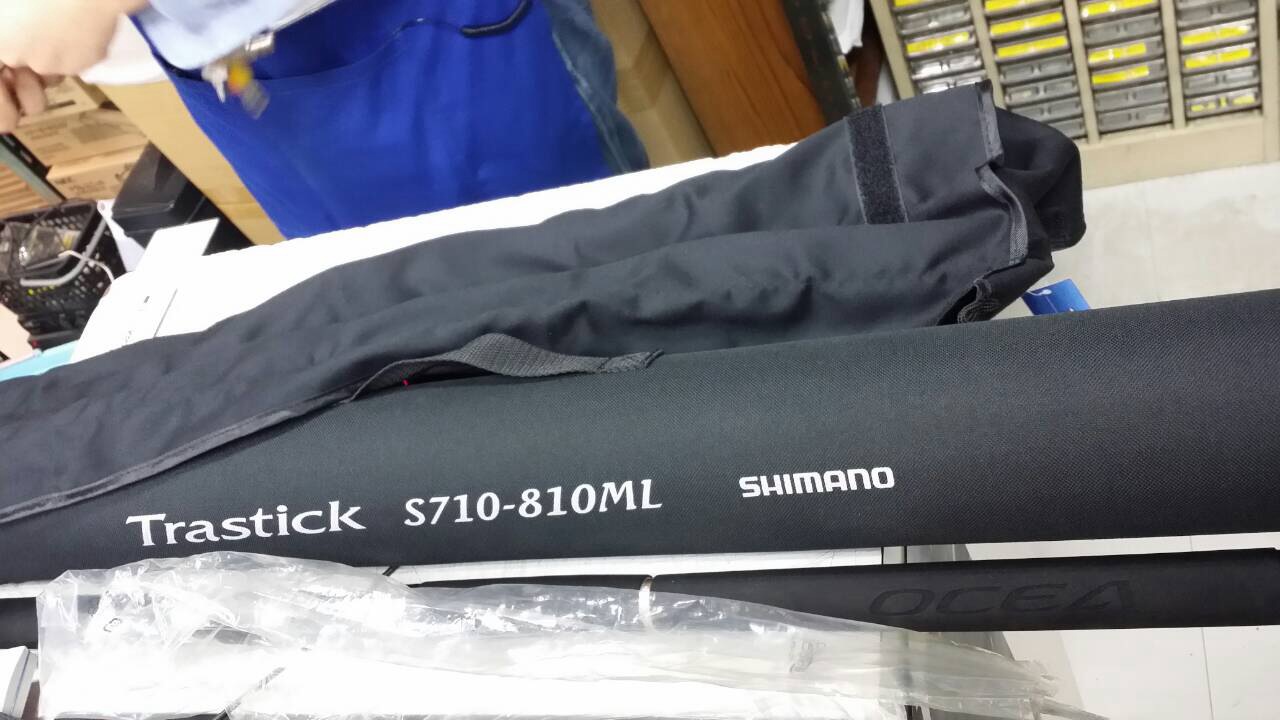 Trastick S710-810ML SHIMANO
OCEA